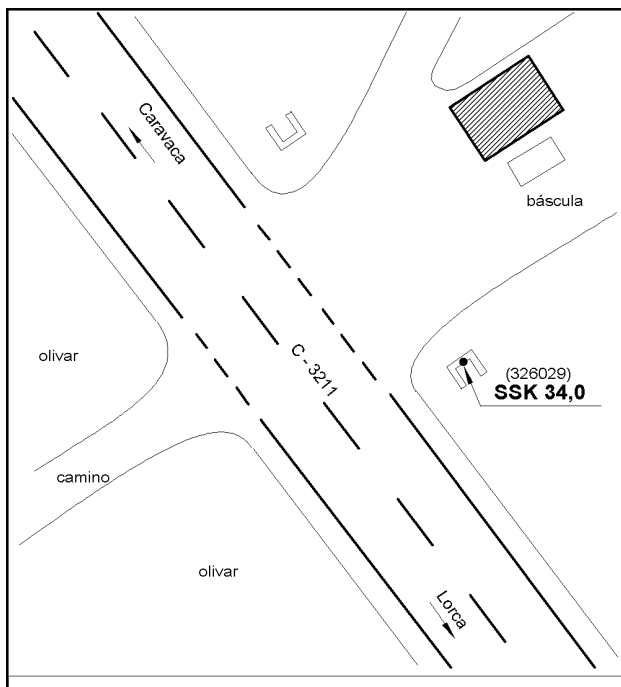 Caravaca
báscula
C - 3211
olivar
(326029)
SSK 34,0
camino
olivar
Lorca